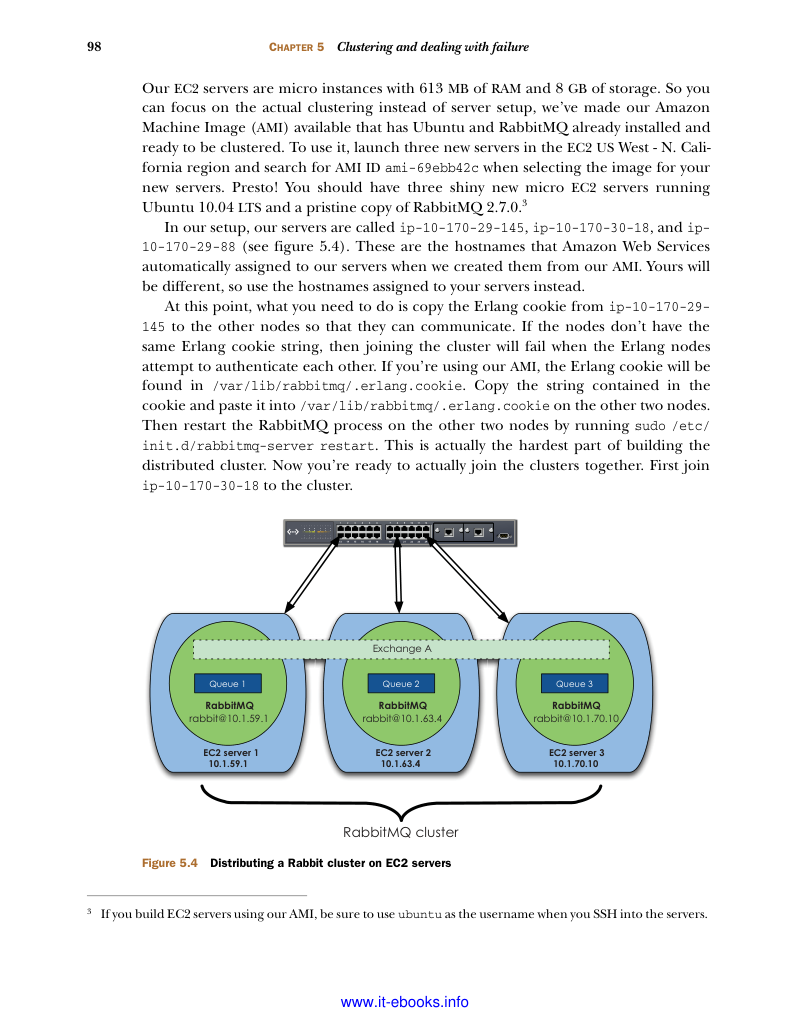 98
CHAPTER 5 Clustering and dealing with failure
Our EC2 servers are micro instances with 613 MB of RAM and 8 GB of storage. So you
can focus on the actual clustering instead of server setup, we've made our Amazon
Machine Image (AMI) available that has Ubuntu and RabbitMQ already installed and
ready to be clustered. To use it, launch three new servers in the EC2 US West - N. Cali-
fornia region and search for AMI ID ami-69ebb42c when selecting the image for your
new servers. Presto! You should have three shiny new micro EC2 servers running
Ubuntu 10.04 LTS and a pristine copy of RabbitMQ 2.7.0.3
In our setup, our servers are called ip-10-170-29-145, ip-10-170-30-18, and ip-
10-170-29-88 (see figure 5.4). These are the hostnames that Amazon Web Services
automatically assigned to our servers when we created them from our AMI. Yours will
be different, so use the hostnames assigned to your servers instead.
At this point, what you need to do is copy the Erlang cookie from ip-10-170-29-
145 to the other nodes so that they can communicate. If the nodes don't have the
same Erlang cookie string, then joining the cluster will fail when the Erlang nodes
attempt to authenticate each other. If you're using our AMI, the Erlang cookie will be
found in /var/lib/rabbitmq/.erlang.cookie. Copy the string contained in the
cookie and paste it into /var/lib/rabbitmq/.erlang.cookie on the other two nodes.
Then restart the RabbitMQ process on the other two nodes by running sudo /etc/
init.d/rabbitmq-server restart. This is actually the hardest part of building the
distributed cluster. Now you're ready to actually join the clusters together. First join
ip-10-170-30-18 to the cluster.
Exchange A
Queue 1
RabbitMQ
rabbit@10.1.59.1
EC2 server 1
10.1.59.1
Queue 2
RabbitMQ
rabbit@10.1.63.4
EC2 server 2
10.1.63.4
Queue 3
RabbitMQ
rabbit@10.1.70.10
EC2 server 3
10.1.70.10
RabbitMQ cluster
Figure 5.4 Distributing a Rabbit cluster on EC2 servers
3 If you build EC2 servers using our AMI, be sure to use ubuntu as the username when you SSH into the servers.
www.it-ebooks.info